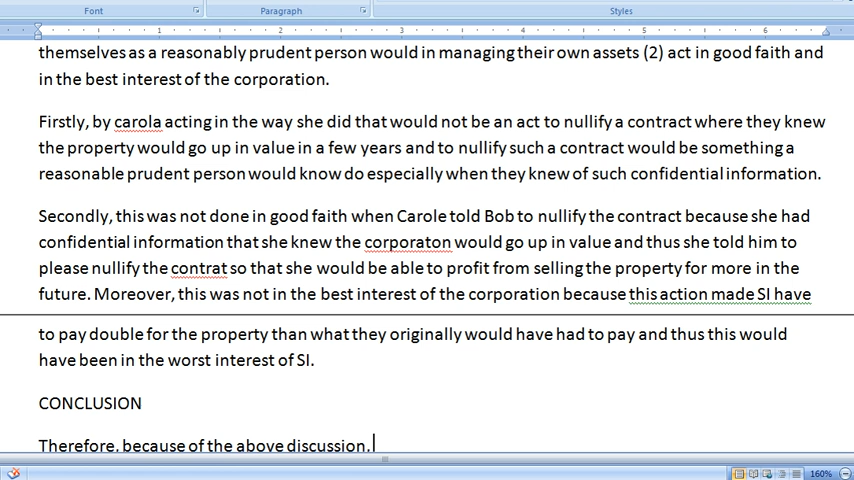 Font
Paragraph
Styles
1
2
3
4
5
6
themselves as a reasonably prudent person would in managing their own assets (2) act in good faith and
in the best interest of the corporation.
Firstly, by carola acting in the way she did that would not be an act to nullify a contract where they knew
the property would go up in value in a few years and to nullify such a contract would be something a
reasonable prudent person would know do especially when they knew of such confidential information.
Secondly, this was not done in good faith when Carole told Bob to nullify the contract because she had
confidential information that she knew the corporaton would go up in value and thus she told him to
please nullify the contrat so that she would be able to profit from selling the property for more in the
future. Moreover, this was not in the best interest of the corporation because this action made SI have
to pay double for the property than what they originally would have had to pay and thus this would
have been in the worst interest of SI.
CONCLUSION
Therefore, because of the above discussion,
160%